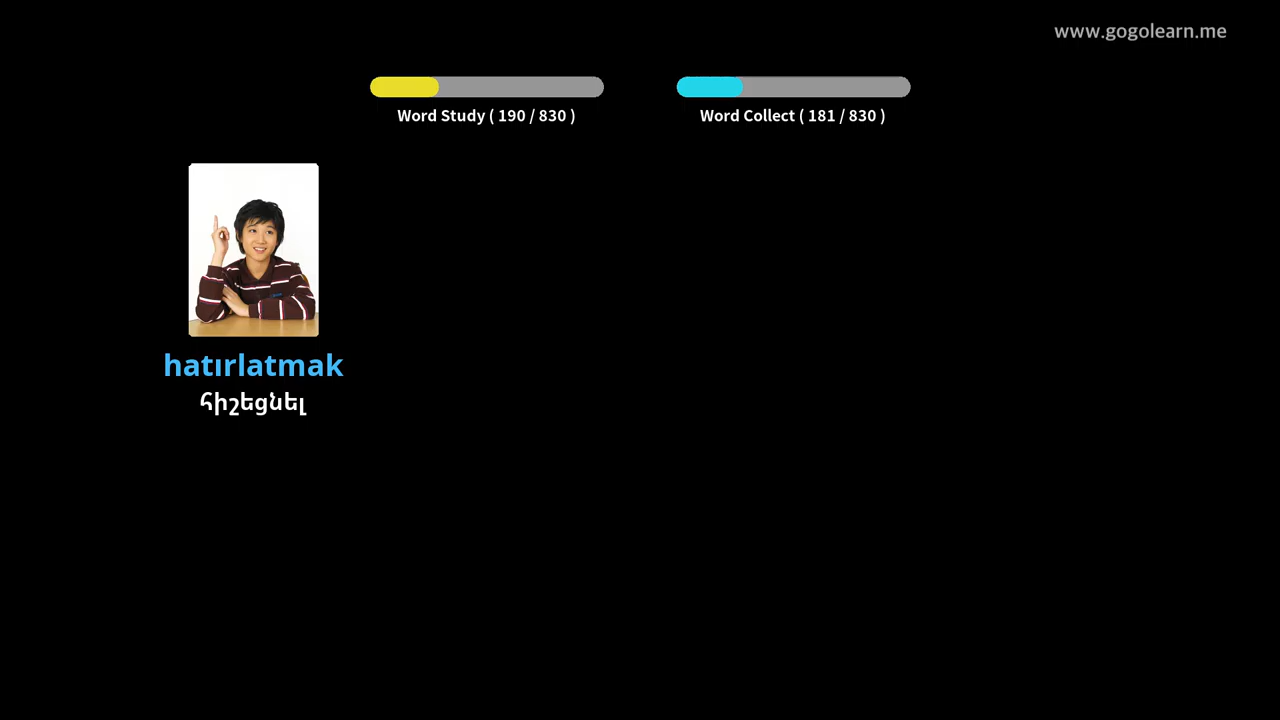 www.gogolearn.me
Word Study ( 190 / 830 )
Word Collect ( 181 / 830 )
hatırlatmak
հիշեցնել